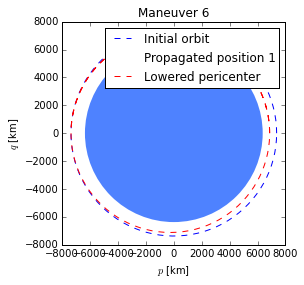 Maneuver 6
Initial orbit
Propagated position 1
Lowered pericenter
8000
6000
4000
2000
0
−2000
−4000
−6000
−8000
q [km]
−8000 −6000 −4000 −2000 0 2000 4000 6000 8000
p [km]